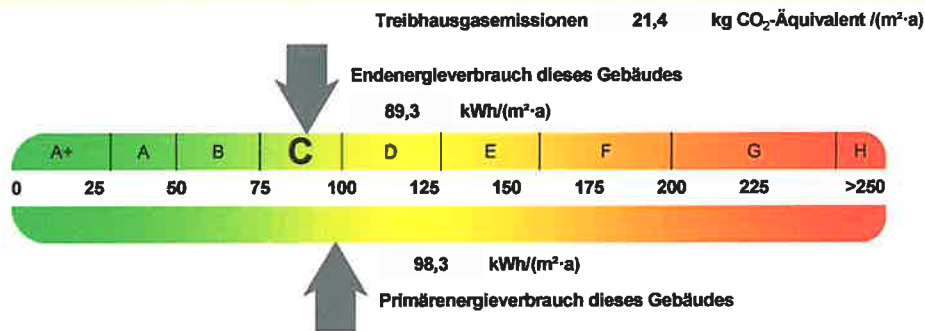 Treibhausgasemissionen 21,4 kg CO₂-Äquivalent /(m²·a)
Endenergieverbrauch dieses Gebäudes
89,3 kWh/(m²·a)
A+ A B C D E F G H
0 25 50 75 100 125 150 175 200 225 >250
98,3 kWh/(m²·a)
Primärenergieverbrauch dieses Gebäudes